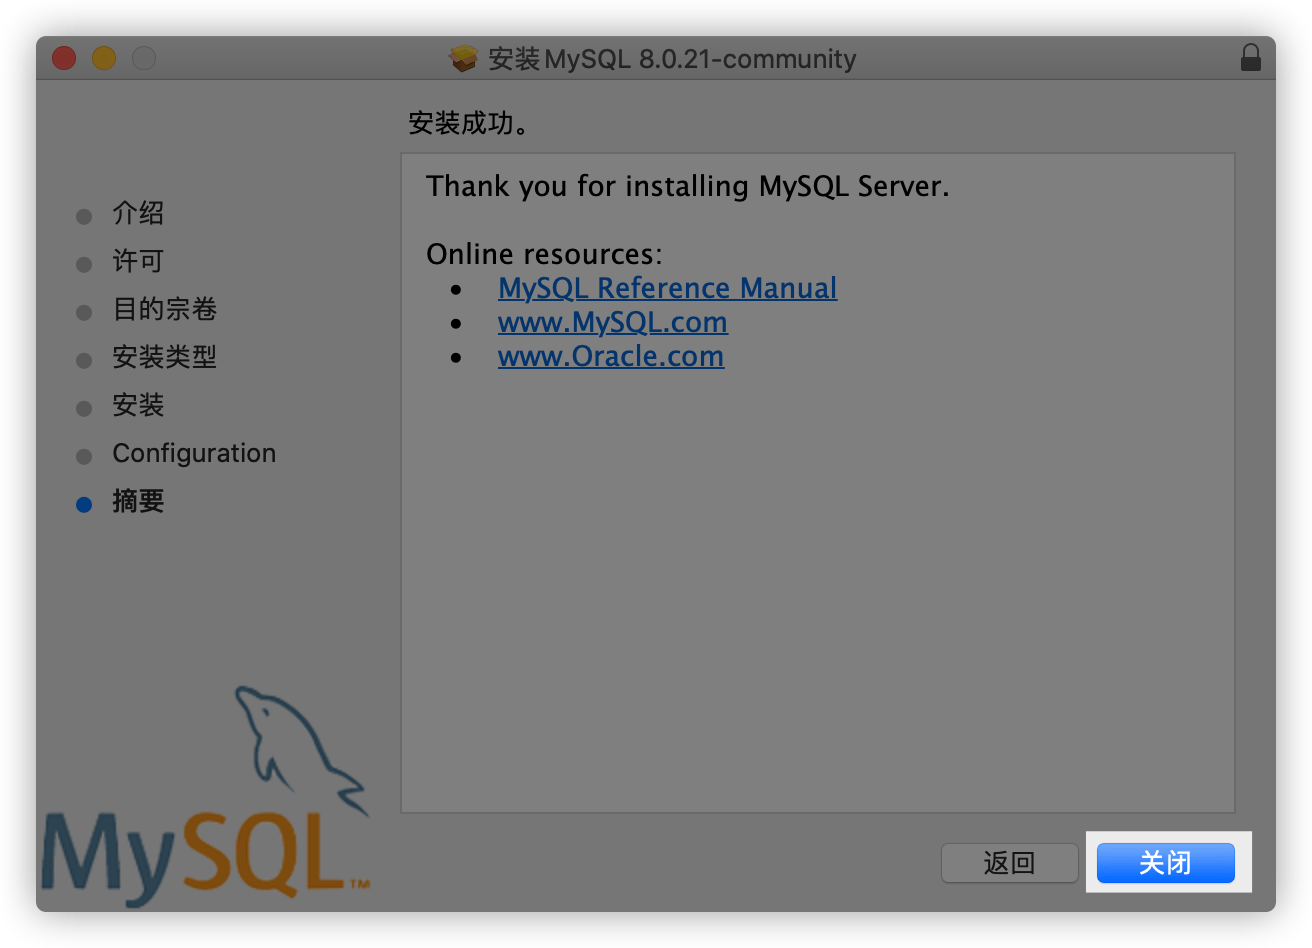 安装 MySQL 8.0.21-community
安装成功。
介绍
许可
目的宗卷
安装类型
安装
Configuration
摘要
Thank you for installing MySQL Server.
Online resources:
• MySQL Reference Manual
• www.MySQL.com
• www.Oracle.com
MySQL™
返回
关闭